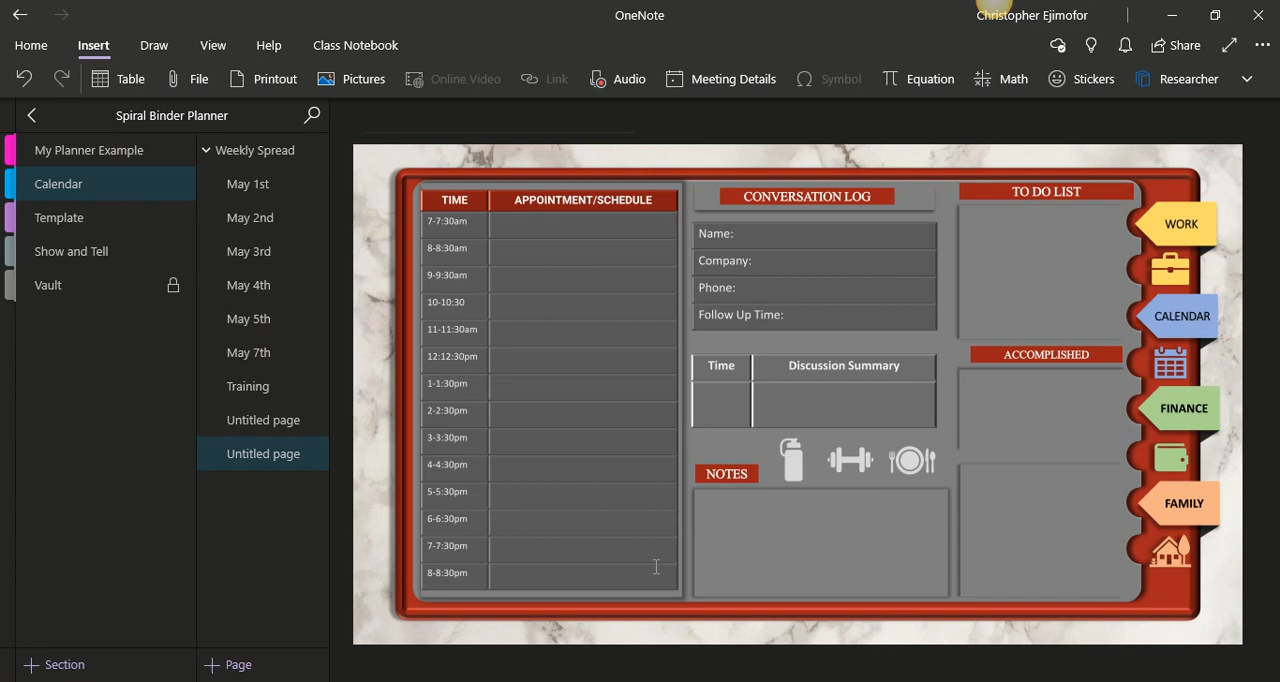 OneNote
Christopher Ejimofor
Home Insert Draw View Help Class Notebook
Share
Table File Printout Pictures Online Video Link Audio Meeting Details Symbol Equation Math Stickers Researcher
Spiral Binder Planner
My Planner Example
Calendar
Template
Show and Tell
Vault
Weekly Spread
May 1st
May 2nd
May 3rd
May 4th
May 5th
May 7th
Training
Untitled page
Untitled page
Section
Page
TIME APPOINTMENT/SCHEDULE
7-7:30am
8-8:30am
9-9:30am
10-10:30
11-11:30am
12:12:30pm
1-1:30pm
2-2:30pm
3-3:30pm
4-4:30pm
5-5:30pm
6-6:30pm
7-7:30pm
8-8:30pm
CONVERSATION LOG
Name:
Company:
Phone:
Follow Up Time:
Time Discussion Summary
NOTES
TO DO LIST
ACCOMPLISHED
WORK
CALENDAR
FINANCE
FAMILY